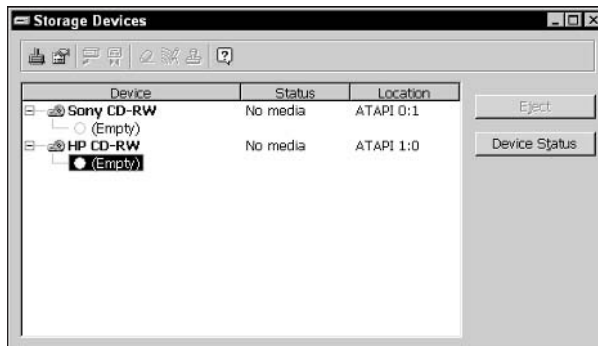 Storage Devices
Device Status Location
Sony CD-RW No media ATAPI 0:1
(Empty)
HP CD-RW No media ATAPI 1:0
(Empty)
Eject
Device Status